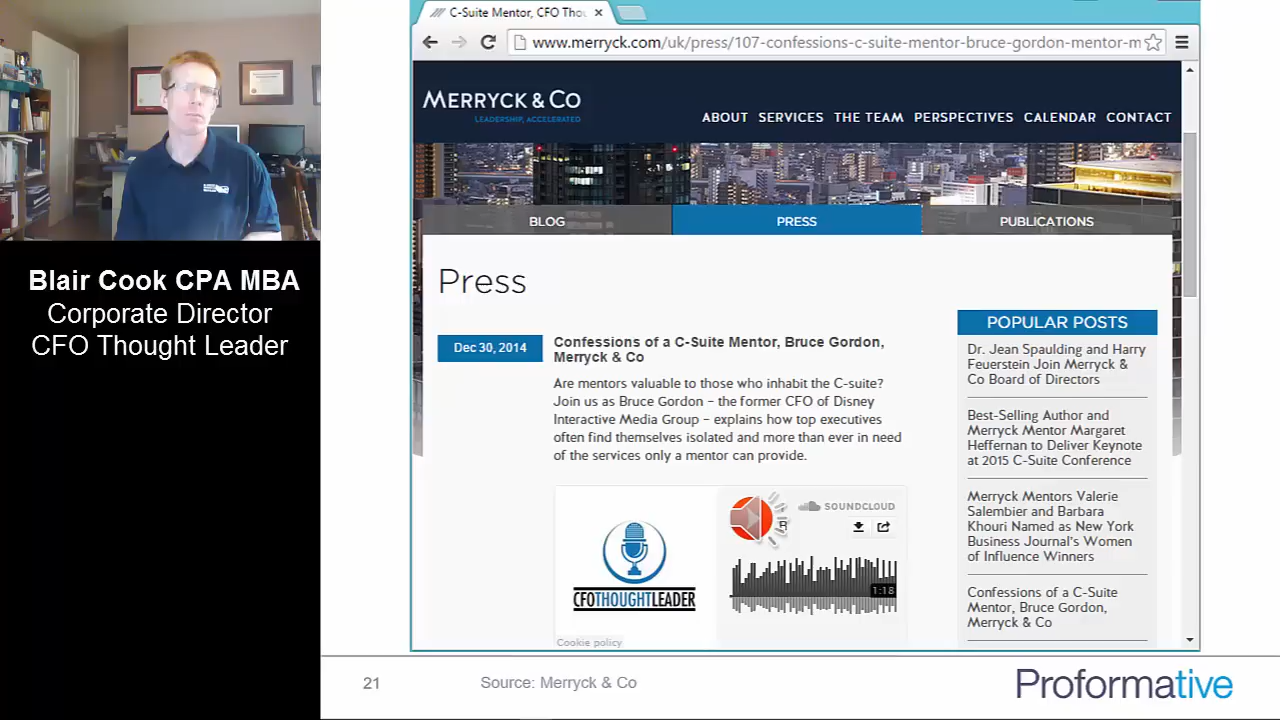 C-Suite Mentor, CFO Thou
www.merryck.com/uk/press/107-confessions-c-suite-mentor-bruce-gordon-mentor-m
MERRYCK & CO
LEADERSHIP, ACCELERATED
ABOUT SERVICES THE TEAM PERSPECTIVES CALENDAR CONTACT
BLOG PRESS PUBLICATIONS
Blair Cook CPA MBA
Corporate Director
CFO Thought Leader
Press
Dec 30, 2014
Confessions of a C-Suite Mentor, Bruce Gordon,
Merryck & Co
Are mentors valuable to those who inhabit the C-suite?
Join us as Bruce Gordon – the former CFO of Disney
Interactive Media Group – explains how top executives
often find themselves isolated and more than ever in need
of the services only a mentor can provide.
SOUNDCLOUD
1:18
CFOTHOUGHTLEADER
Cookie policy
POPULAR POSTS
Dr. Jean Spaulding and Harry
Feuerstein Join Merryck &
Co Board of Directors
Best-Selling Author and
Merryck Mentor Margaret
Heffernan to Deliver Keynote
at 2015 C-Suite Conference
Merryck Mentors Valerie
Salembier and Barbara
Khouri Named as New York
Business Journal's Women
of Influence Winners
Confessions of a C-Suite
Mentor, Bruce Gordon,
Merryck & Co
21
Source: Merryck & Co
Proformative